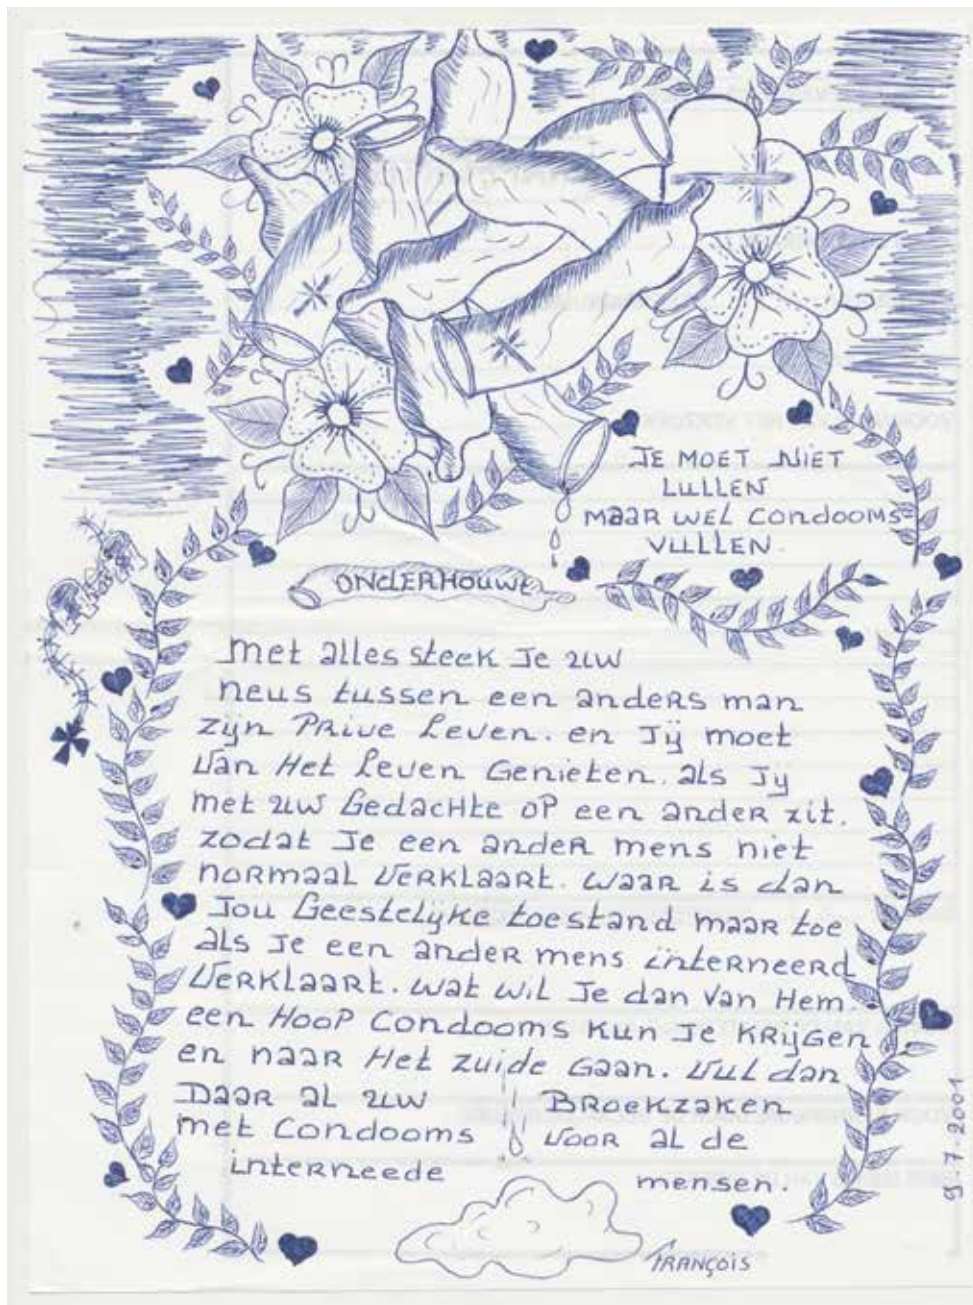 JE MOET NIET
LULLEN
MAAR WEL CONDOOMS
VULLEN.
ONDERHOUWE
Met alles steek Je uw
neus tussen een anders man
zijn Prive Leven. en Jij moet
Van Het Leven Genieten. als Jij
met uw Gedachte op een ander zit.
zodat Je een ander mens niet
normaal Verklaart. waar is dan
Jou Geestelijke toestand maar toe
als Je een ander mens interneerd
Verklaart. wat wil Je dan Van Hem.
een Hoop Condooms kun Je Krijgen
en naar Het zuide Gaan. Vul dan
Daar al uw Broekzaken
met Condooms Voor al de
interneede mensen.
FRANÇOIS
9-7-2001